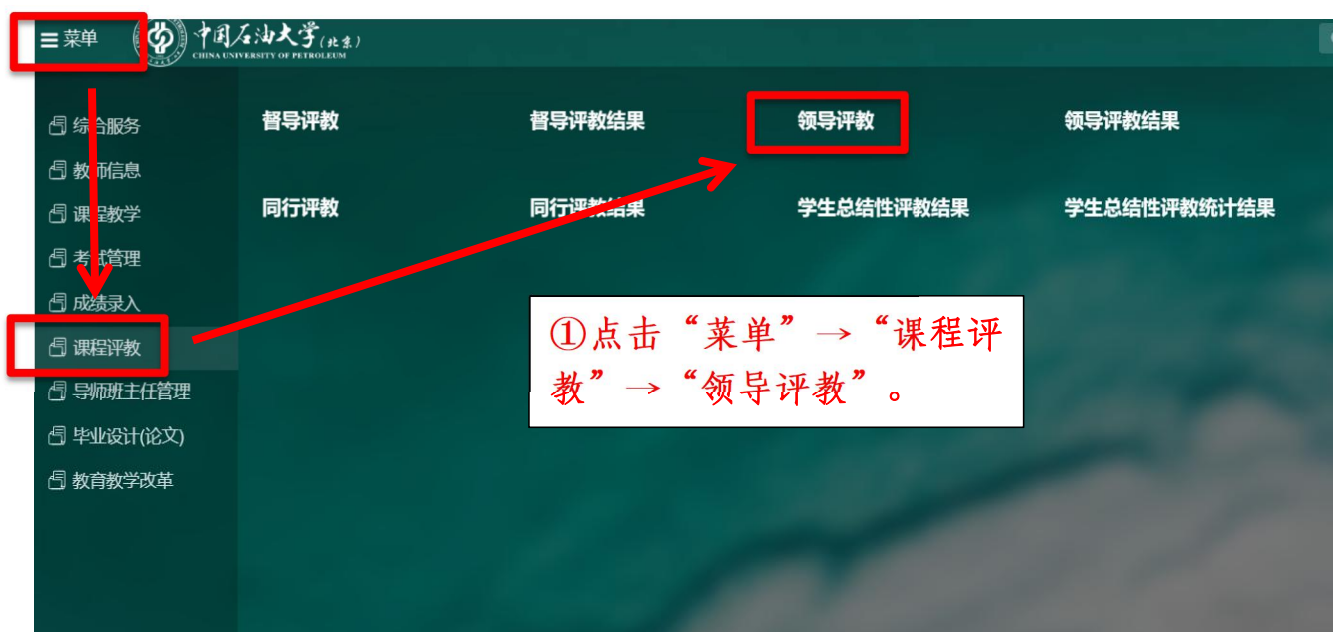 菜单
中国石油大学(北京)
CHINA UNIVERSITY OF PETROLEUM
综合服务
教师信息
课程教学
考试管理
成绩录入
课程评教
导师班主任管理
毕业设计(论文)
教育教学改革
督导评教
督导评教结果
领导评教
领导评教结果
同行评教
同行评教结果
学生总结性评教结果
学生总结性评教统计结果
①点击“菜单”→“课程评
教”→“领导评教”。